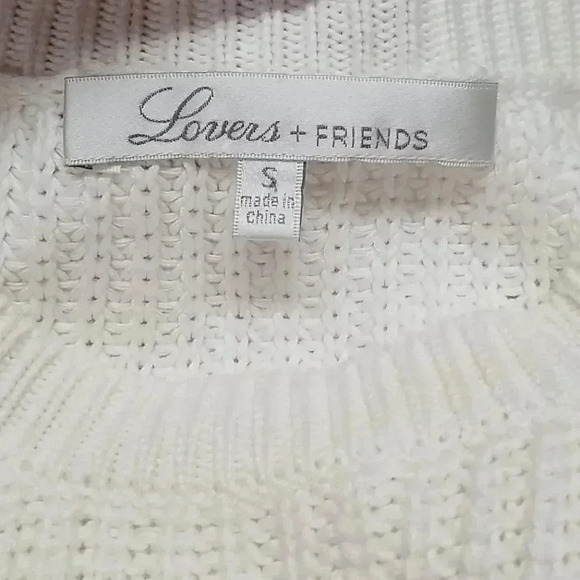 Lovers + FRIENDS
S
made in
China